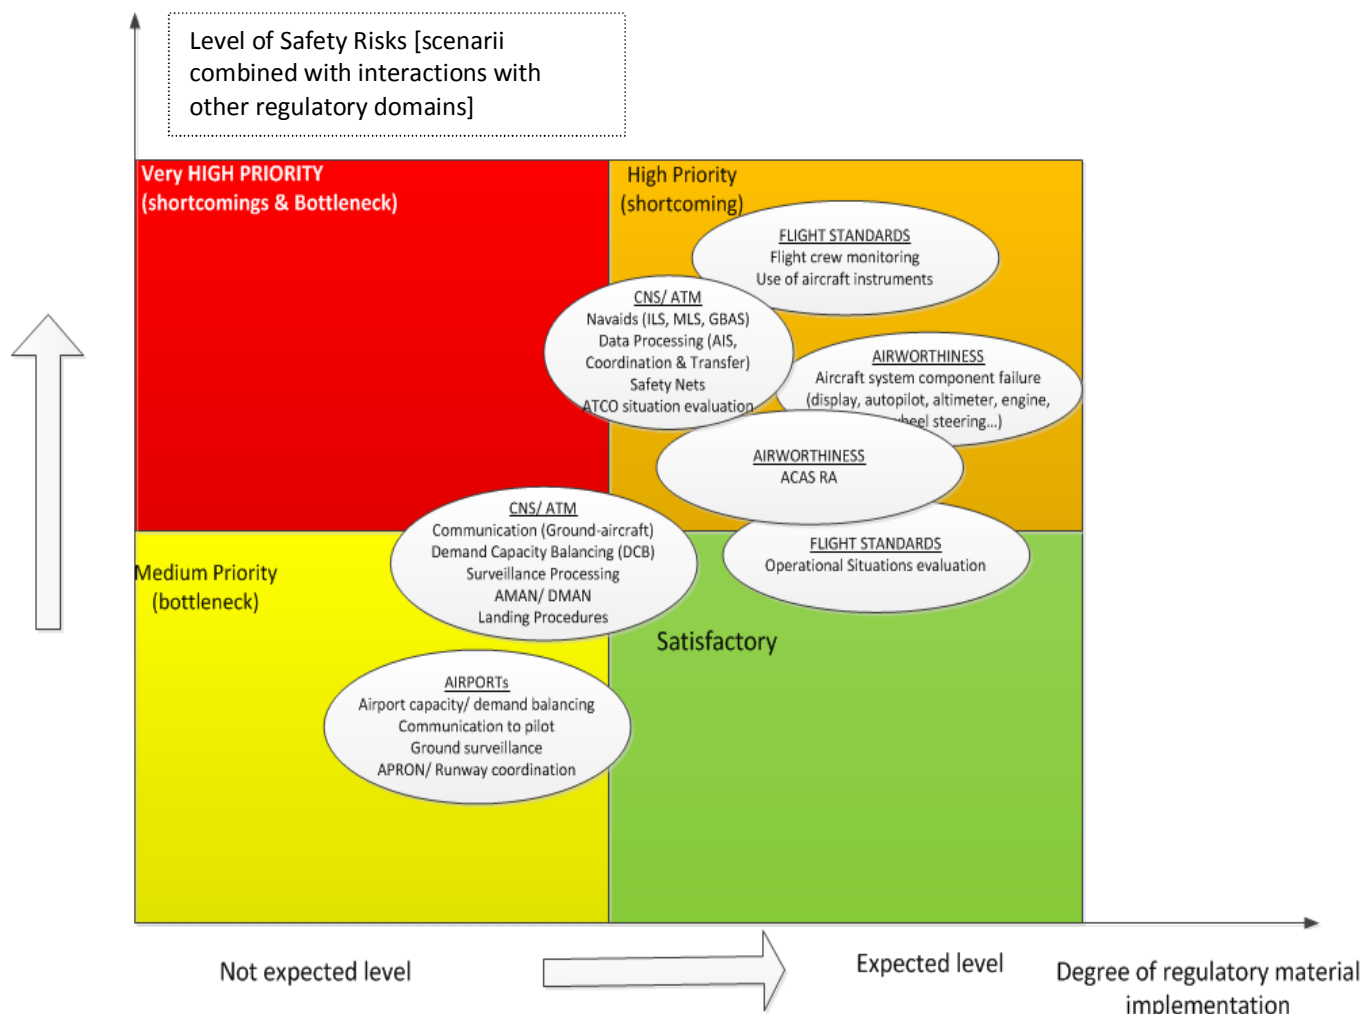 Level of Safety Risks [scenarii
combined with interactions with
other regulatory domains]
Very HIGH PRIORITY
(shortcomings & Bottleneck)
High Priority
(shortcoming)
FLIGHT STANDARDS
Flight crew monitoring
Use of aircraft instruments
CNS/ ATM
Navaids (ILS, MLS, GBAS)
Data Processing (AIS,
Coordination & Transfer)
Safety Nets
ATCO situation evaluation
AIRWORTHINESS
Aircraft system component failure
(display, autopilot, altimeter, engine,
steering...)
AIRWORTHINESS
ACAS RA
CNS/ ATM
Communication (Ground-aircraft)
Demand Capacity Balancing (DCB)
Surveillance Processing
AMAN/ DMAN
Landing Procedures
FLIGHT STANDARDS
Operational Situations evaluation
Medium Priority
(bottleneck)
Satisfactory
AIRPORTs
Airport capacity/ demand balancing
Communication to pilot
Ground surveillance
APRON/ Runway coordination
Not expected level
Expected level
Degree of regulatory material
implementation